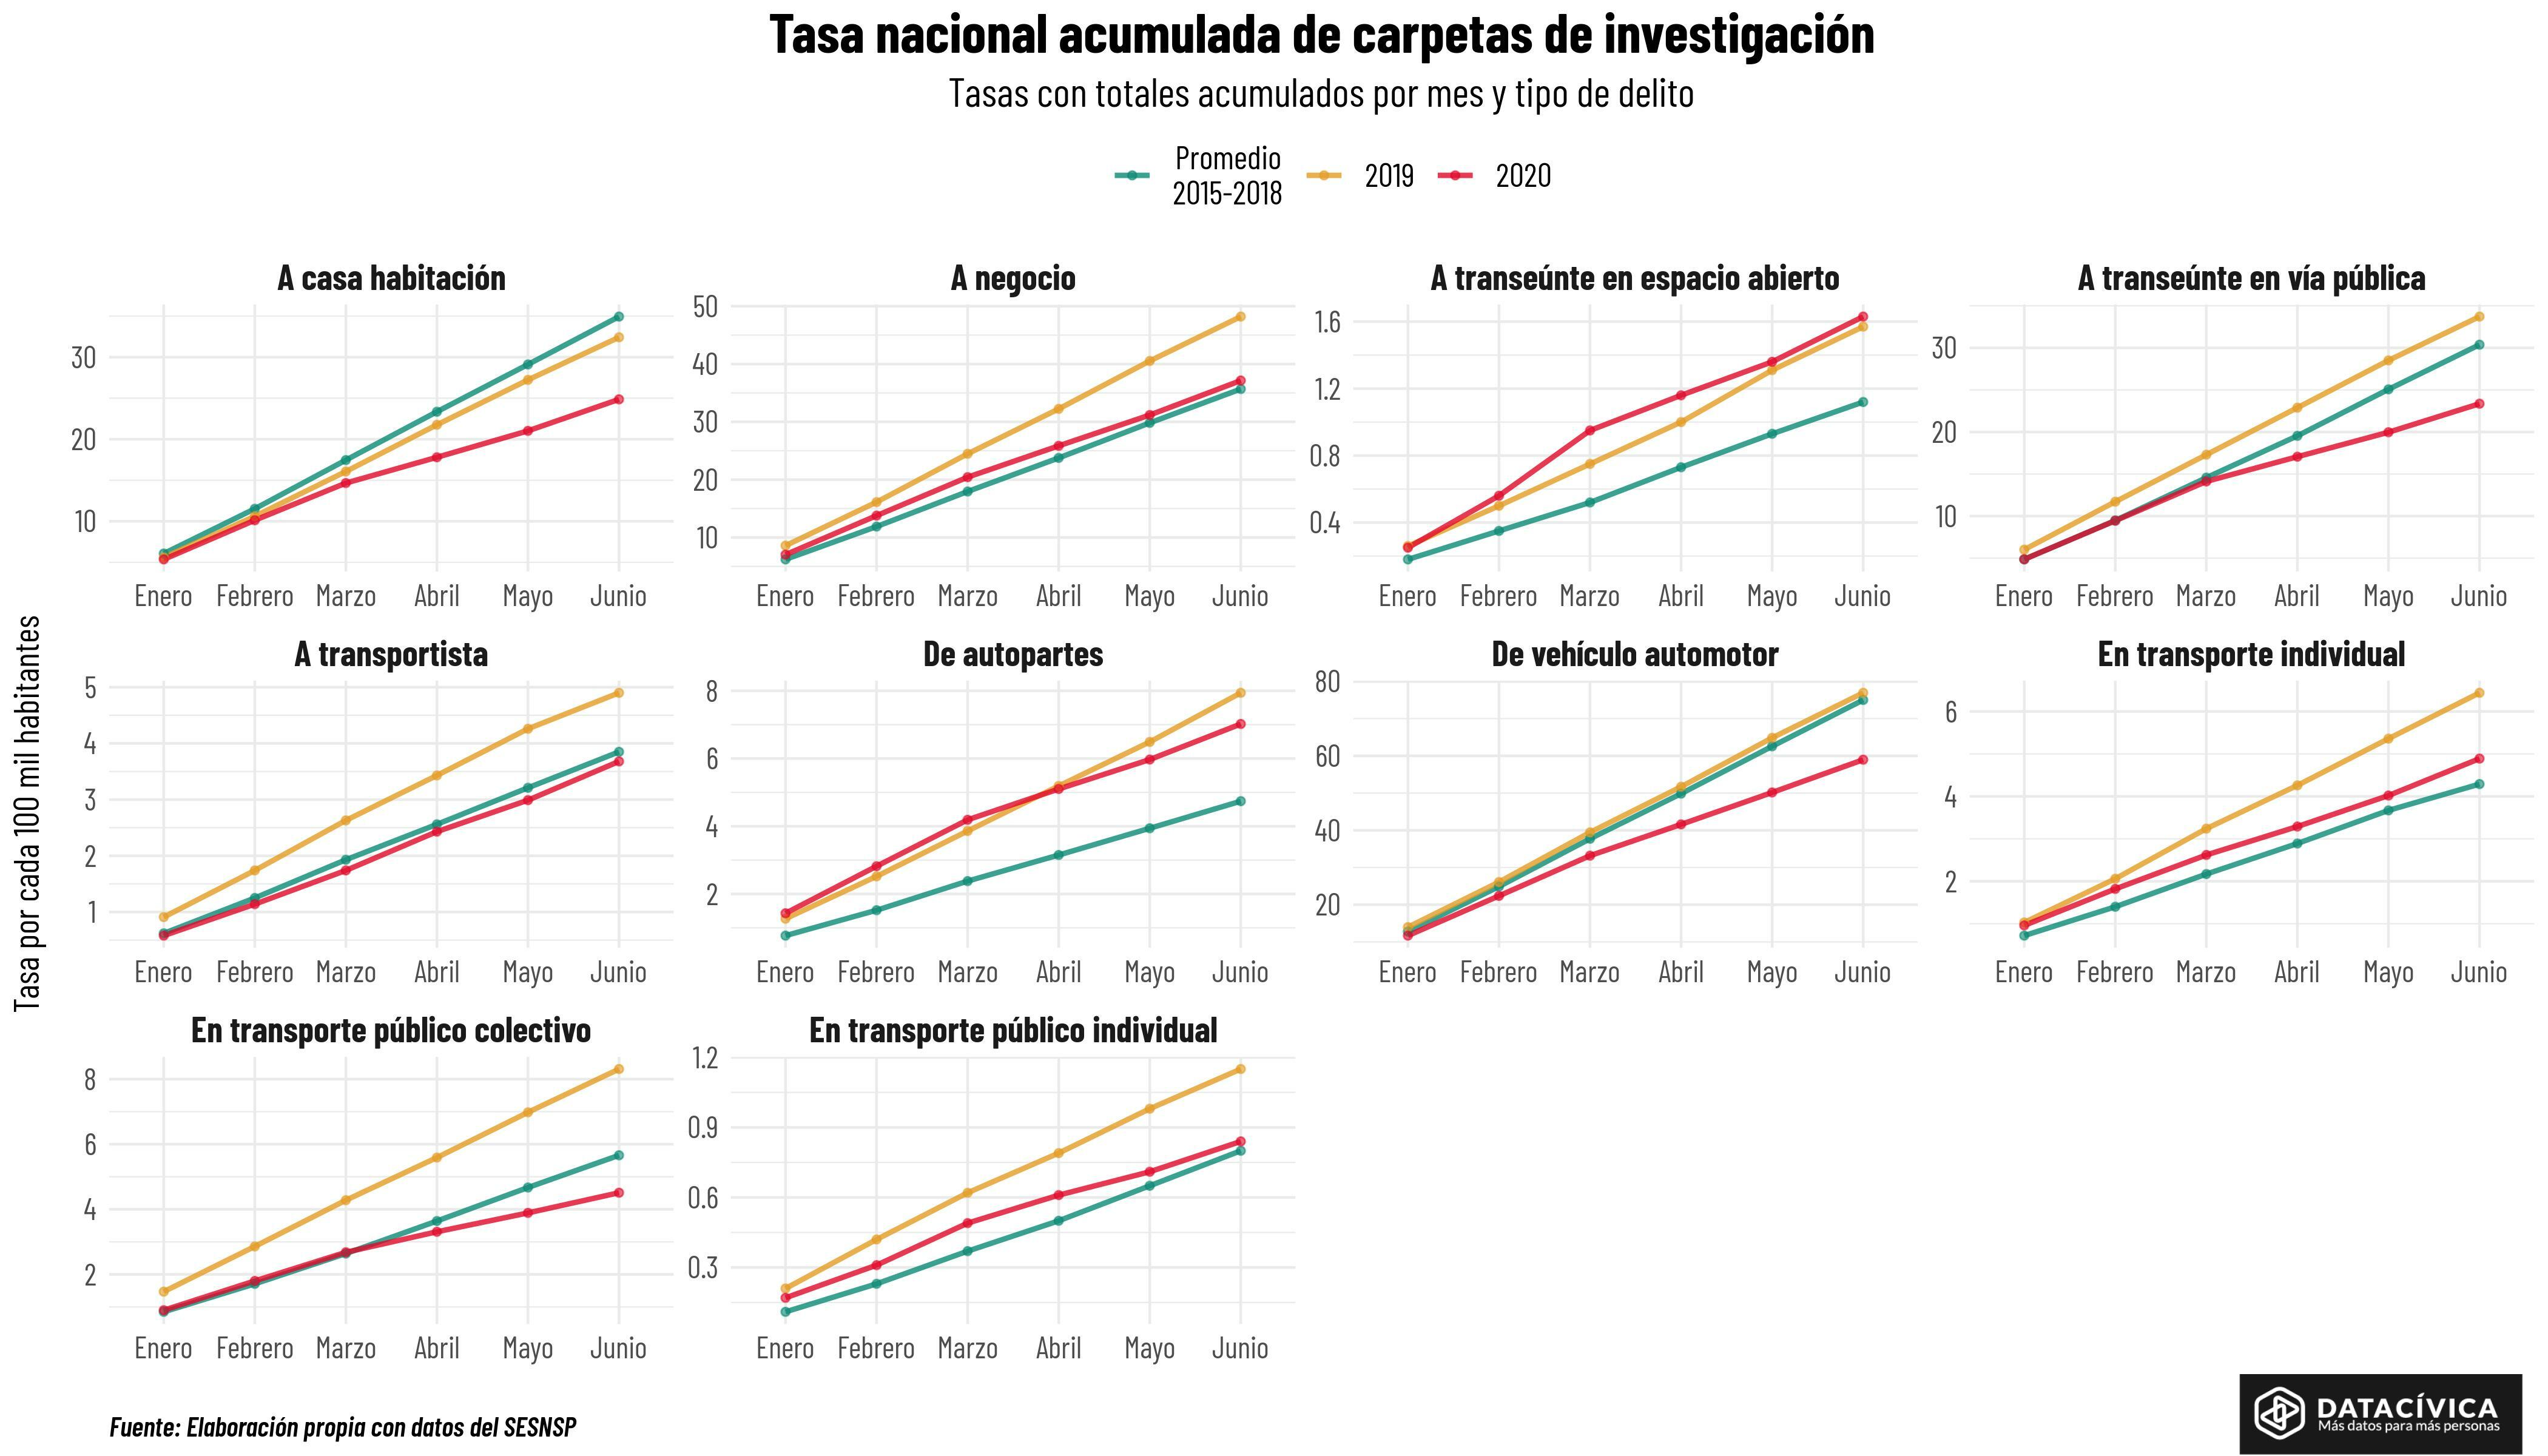 Tasa nacional acumulada de carpetas de investigación
Tasas con totales acumulados por mes y tipo de delito
Promedio
2015-2018
2019
2020
Tasa por cada 100 mil habitantes
A casa habitación
30
20
10
Enero Febrero Marzo Abril Mayo Junio
A negocio
50
40
30
20
10
Enero Febrero Marzo Abril Mayo Junio
A transeúnte en espacio abierto
1.6
1.2
0.8
0.4
Enero Febrero Marzo Abril Mayo Junio
A transeúnte en vía pública
30
20
10
Enero Febrero Marzo Abril Mayo Junio
A transportista
5
4
3
2
1
Enero Febrero Marzo Abril Mayo Junio
De autopartes
8
6
4
2
Enero Febrero Marzo Abril Mayo Junio
De vehículo automotor
80
60
40
20
Enero Febrero Marzo Abril Mayo Junio
En transporte individual
6
4
2
Enero Febrero Marzo Abril Mayo Junio
En transporte público colectivo
8
6
4
2
Enero Febrero Marzo Abril Mayo Junio
En transporte público individual
1.2
0.9
0.6
0.3
Enero Febrero Marzo Abril Mayo Junio
Fuente: Elaboración propia con datos del SESNSP
DATACÍVICA
Más datos para más personas